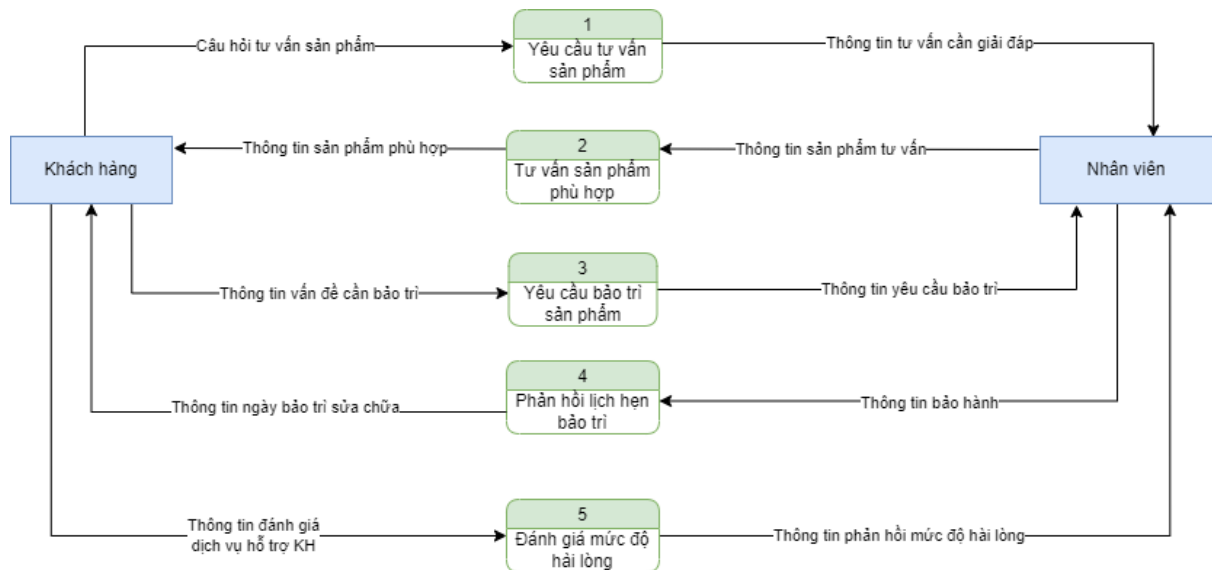 1
Câu hỏi tư vấn sản phẩm
Yêu cầu tư vấn
sản phẩm
Thông tin tư vấn cần giải đáp
Khách hàng
Thông tin sản phẩm phù hợp
2
Tư vấn sản phẩm
phù hợp
Thông tin sản phẩm tư vấn
Nhân viên
3
Thông tin vấn đề cần bảo trì
Yêu cầu bảo trì
sản phẩm
Thông tin yêu cầu bảo trì
4
Thông tin ngày bảo trì sửa chữa
Phản hồi lịch hẹn
bảo trì
Thông tin bảo hành
5
Thông tin đánh giá
dịch vụ hỗ trợ KH
Đánh giá mức độ
hài lòng
Thông tin phản hồi mức độ hài lòng